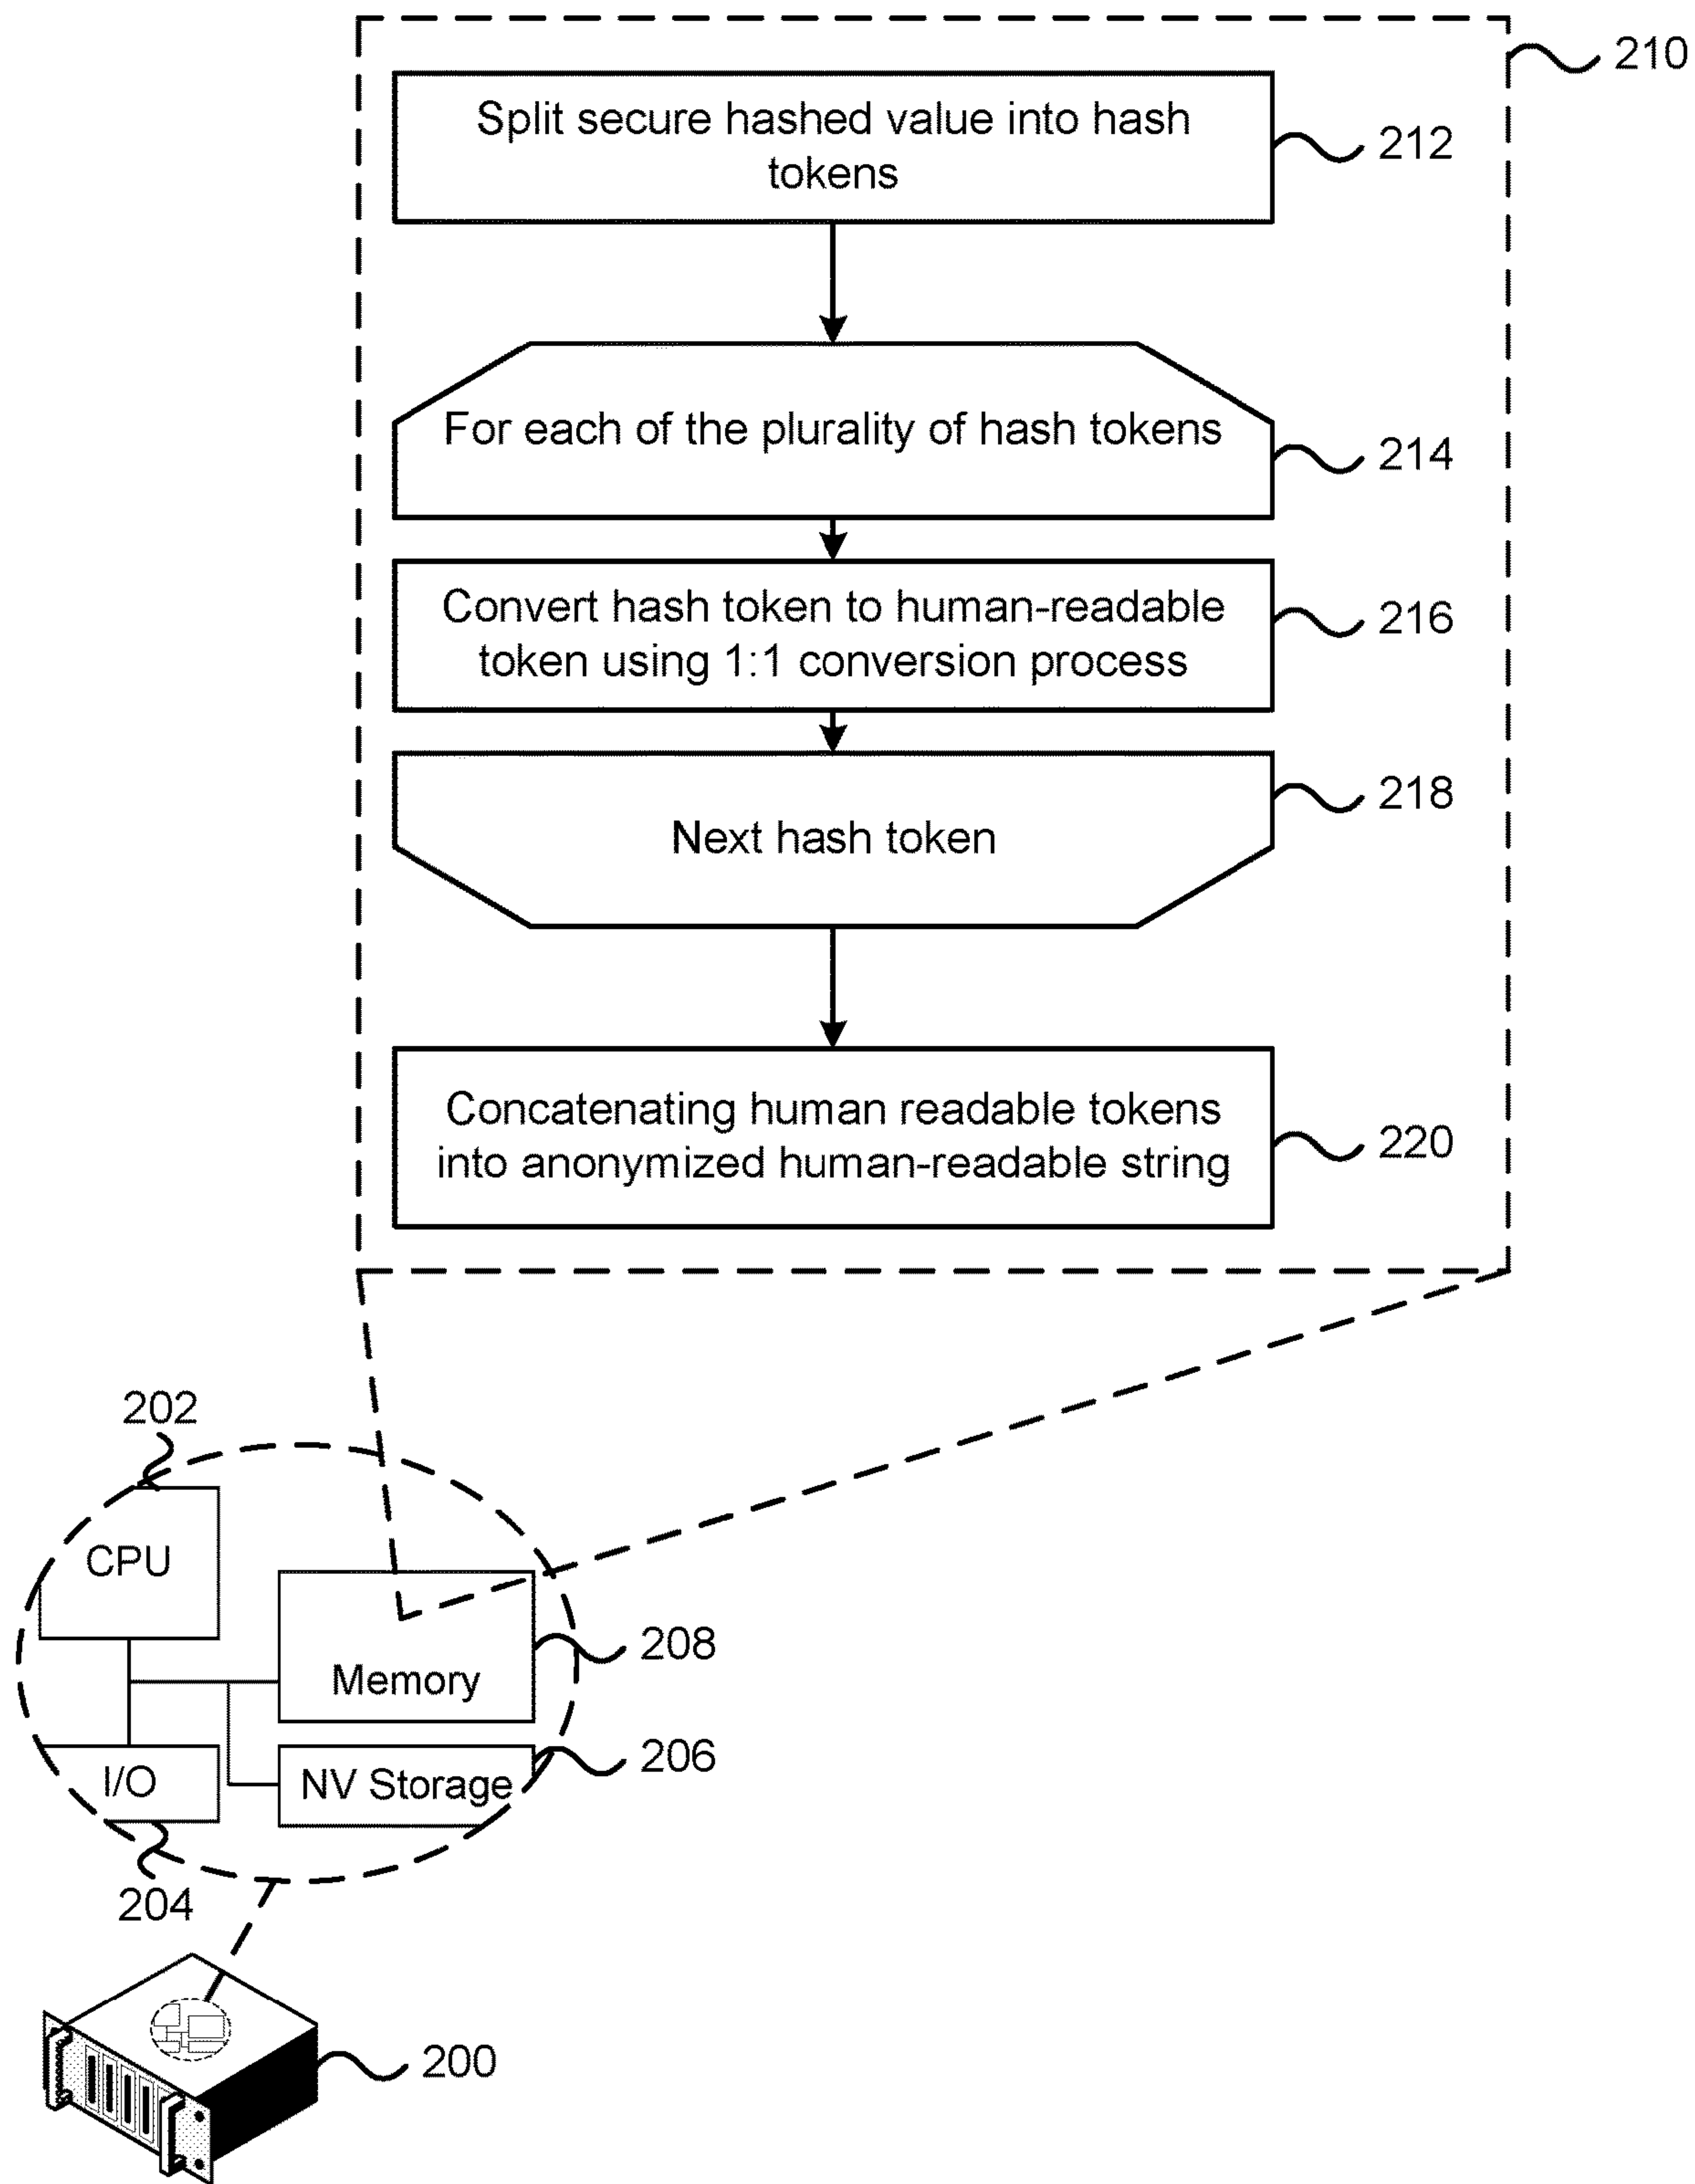 210
Split secure hashed value into hash
tokens
212
For each of the plurality of hash tokens
214
Convert hash token to human-readable
token using 1:1 conversion process
216
218
Next hash token
Concatenating human readable tokens
into anonymized human-readable string
220
202
CPU
208
Memory
206
I/O
NV Storage
204
200